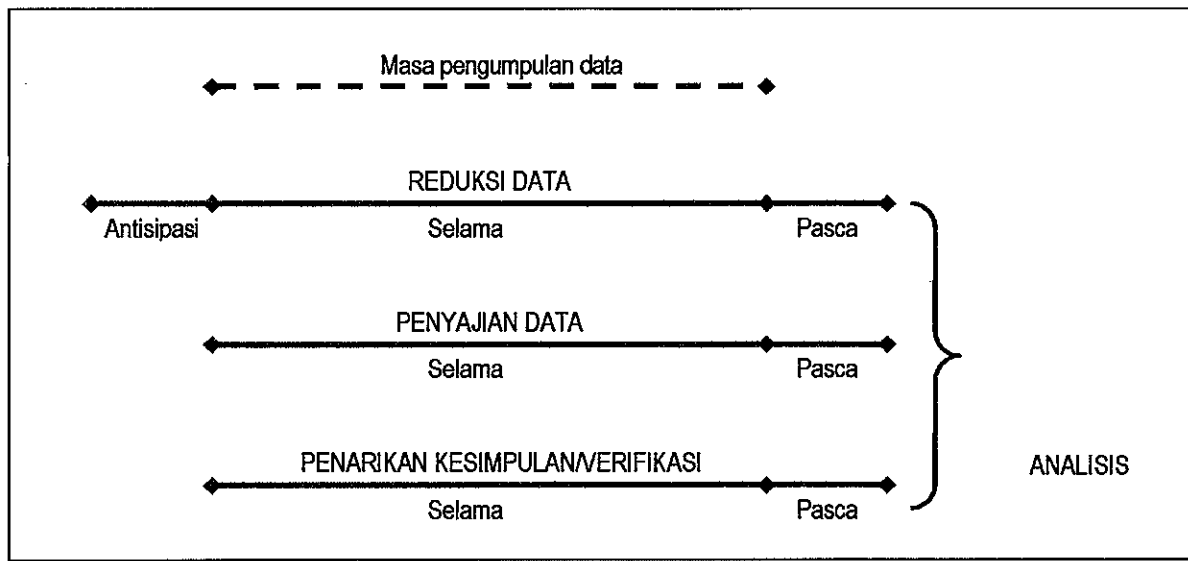 Masa pengumpulan data
REDUKSI DATA
Antisipasi Selama Pasca
PENYAJIAN DATA
Selama Pasca
PENARIKAN KESIMPULAN/VERIFIKASI
ANALISIS
Selama Pasca